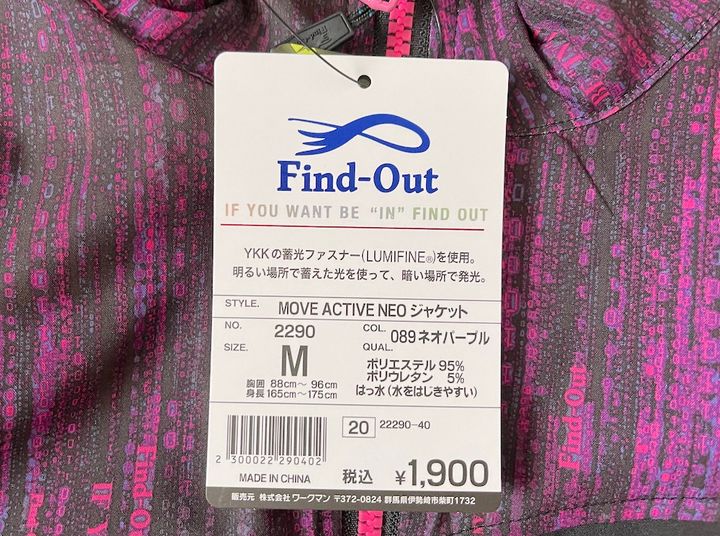 Find-Out
IF YOU WANT BE “IN” FIND OUT
YKKの蓄光ファスナー(LUMIFINE®)を使用。
明るい場所で蓄えた光を使って、暗い場所で発光。
STYLE. MOVE ACTIVE NEO ジャケット
NO. 2290 COL. 089 ネオパープル
SIZE. M QUAL.
ポリエステル 95%
ポリウレタン 5%
はっ水(水をはじきやすい)
胸囲 88cm〜 96cm
身長 165cm〜175cm
20 22290-40
2 300022 290402
MADE IN CHINA 税込 ¥1,900
販売元 株式会社 ワークマン 〒372-0824 群馬県伊勢崎市柴町1732
Find-Out
Find-Out